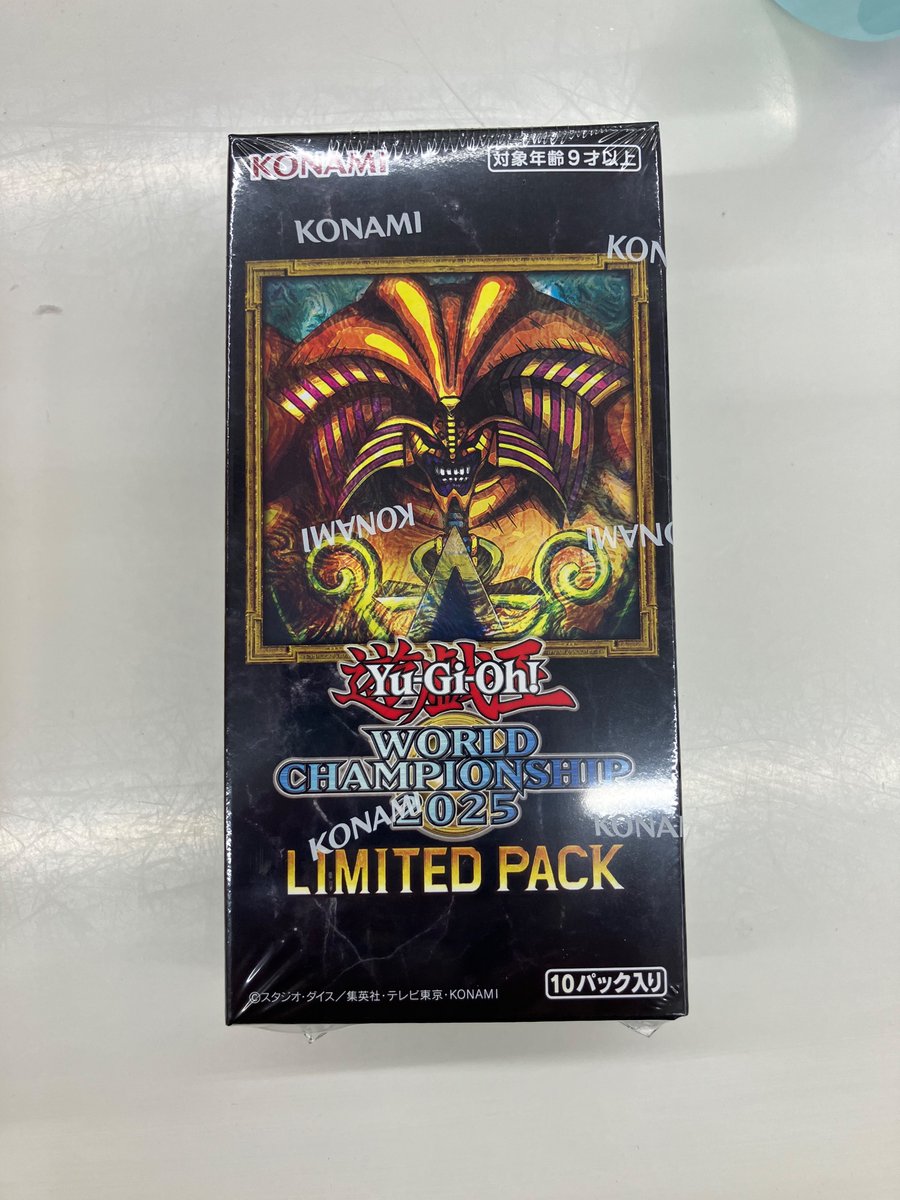 KONAMI
対象年齢9才以上
KONAMI
KON
KONAMI
KONAMI
遊戯王
Yu-Gi-Oh!
WORLD
CHAMPIONSHIP
2025
KONAMI
KONAMI
LIMITED PACK
10パック入り
©スタジオ・ダイス/集英社・テレビ東京・KONAMI